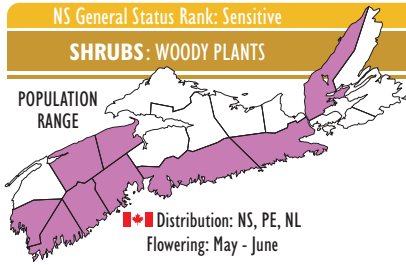 NS General Status Rank: Sensitive
SHRUBS: WOODY PLANTS
POPULATION
RANGE
Distribution: NS, PE, NL
Flowering: May - June